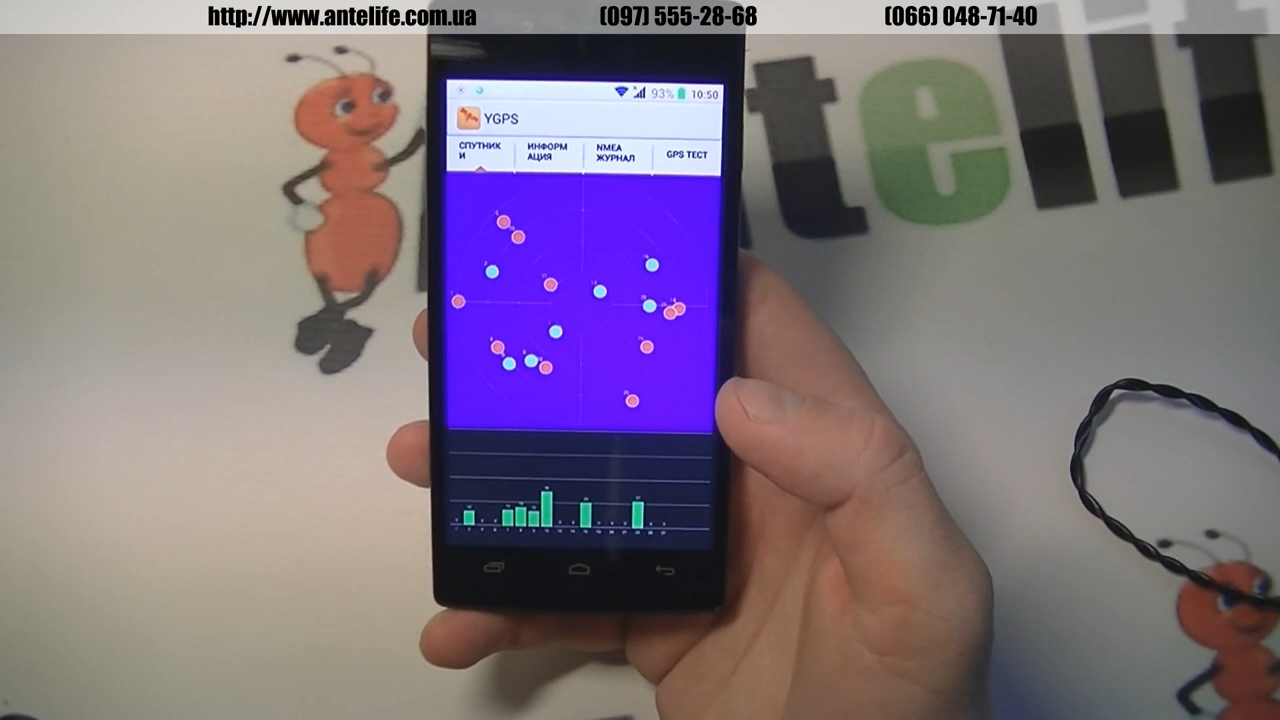 http://www.antelife.com.ua (097) 555-28-68 (066) 048-71-40
antelif
93% 10:50
YGPS
СПУТНИК
И
ИНФОРМ
АЦИЯ
NMEA
ЖУРНАЛ
GPS ТЕСТ